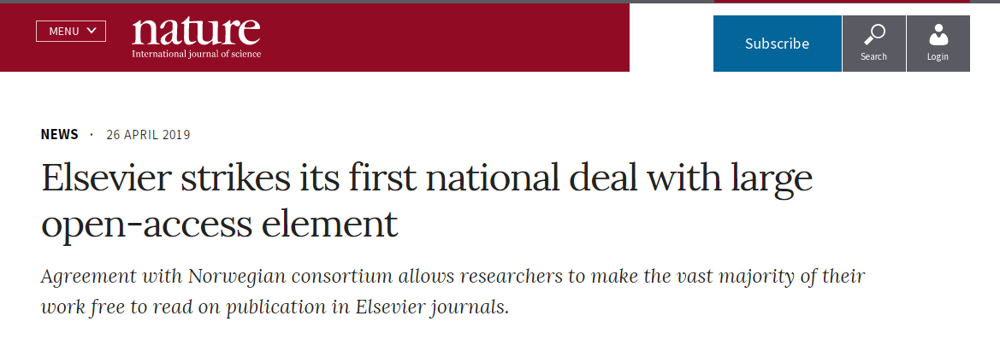 MENU
nature
International journal of science
Subscribe
Search
Login
NEWS · 26 APRIL 2019
Elsevier strikes its first national deal with large
open-access element
Agreement with Norwegian consortium allows researchers to make the vast majority of their
work free to read on publication in Elsevier journals.